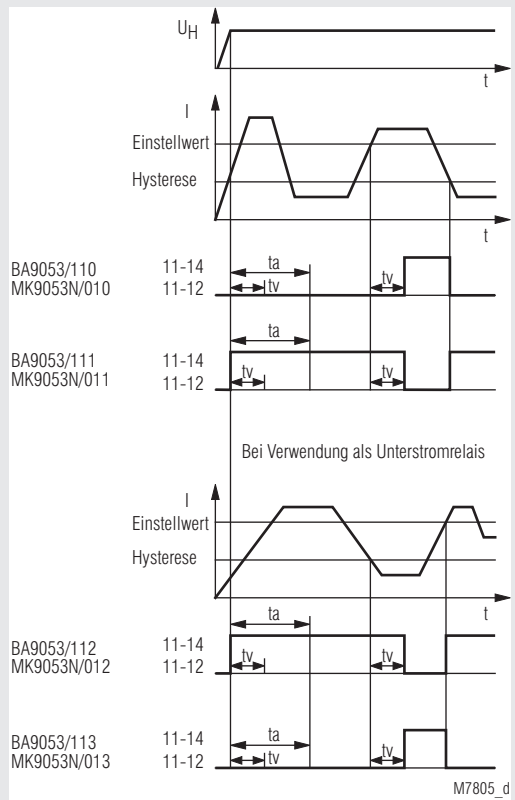 UH
t
I
Einstellwert
Hysterese
t
BA9053/110 11-14 ta
MK9053N/010 11-12 tv tv
ta
BA9053/111 11-14
MK9053N/011 11-12 tv tv
Bei Verwendung als Unterstromrelais
I
Einstellwert
Hysterese
t
ta
BA9053/112 11-14
MK9053N/012 11-12 tv tv
BA9053/113 11-14 ta
MK9053N/013 11-12 tv tv
M7805_d